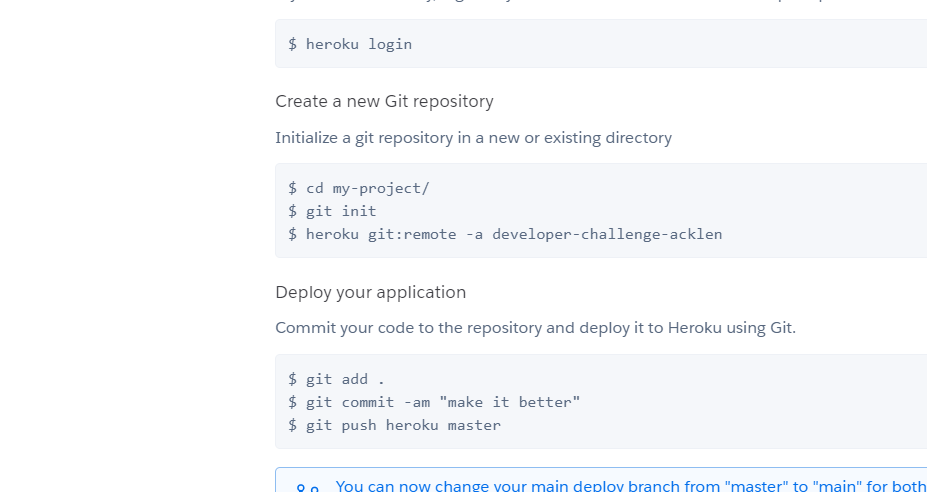 $ heroku login
Create a new Git repository
Initialize a git repository in a new or existing directory
$ cd my-project/
$ git init
$ heroku git:remote -a developer-challenge-acklen
Deploy your application
Commit your code to the repository and deploy it to Heroku using Git.
$ git add .
$ git commit -am "make it better"
$ git push heroku master
You can now change your main deploy branch from "master" to "main" for both